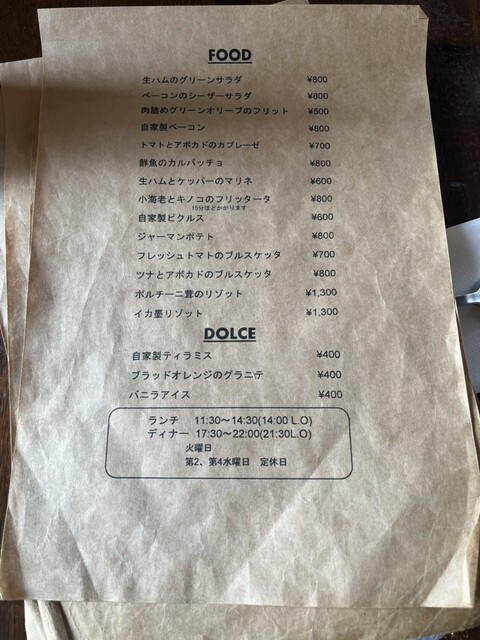 FOOD
生ハムのグリーンサラダ ¥800
ベーコンのシーザーサラダ ¥800
肉詰めグリーンオリーブのフリット ¥500
自家製ベーコン ¥800
トマトとアボカドのカプレーゼ ¥700
鮮魚のカルパッチョ ¥800
生ハムとケッパーのマリネ ¥600
小海老とキノコのフリッタータ ¥800
15分ほどかかります
自家製ピクルス ¥600
ジャーマンポテト ¥800
フレッシュトマトのブルスケッタ ¥700
ツナとアボカドのブルスケッタ ¥800
ポルチーニ茸のリゾット ¥1,300
イカ墨リゾット ¥1,300
DOLCE
自家製ティラミス ¥400
ブラッドオレンジのグラニテ ¥400
バニラアイス ¥400
ランチ 11:30〜14:30(14:00 L.O)
ディナー 17:30〜22:00(21:30L.O)
火曜日
第2、第4水曜日 定休日